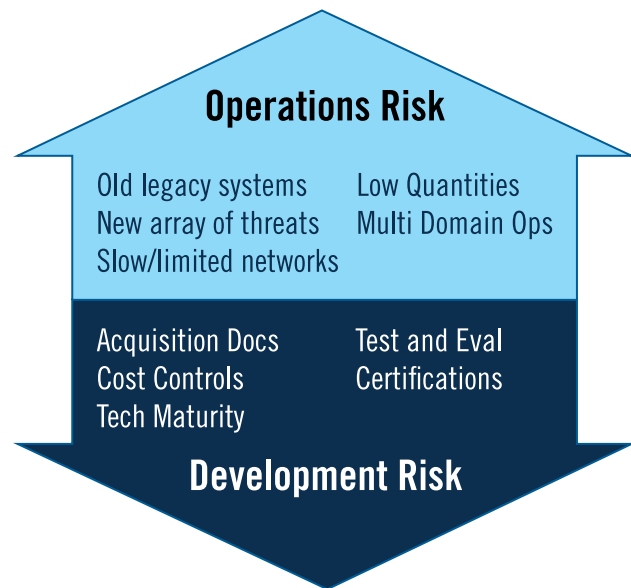 Operations Risk
Old legacy systems
New array of threats
Slow/limited networks
Low Quantities
Multi Domain Ops
Acquisition Docs
Cost Controls
Tech Maturity
Test and Eval
Certifications
Development Risk